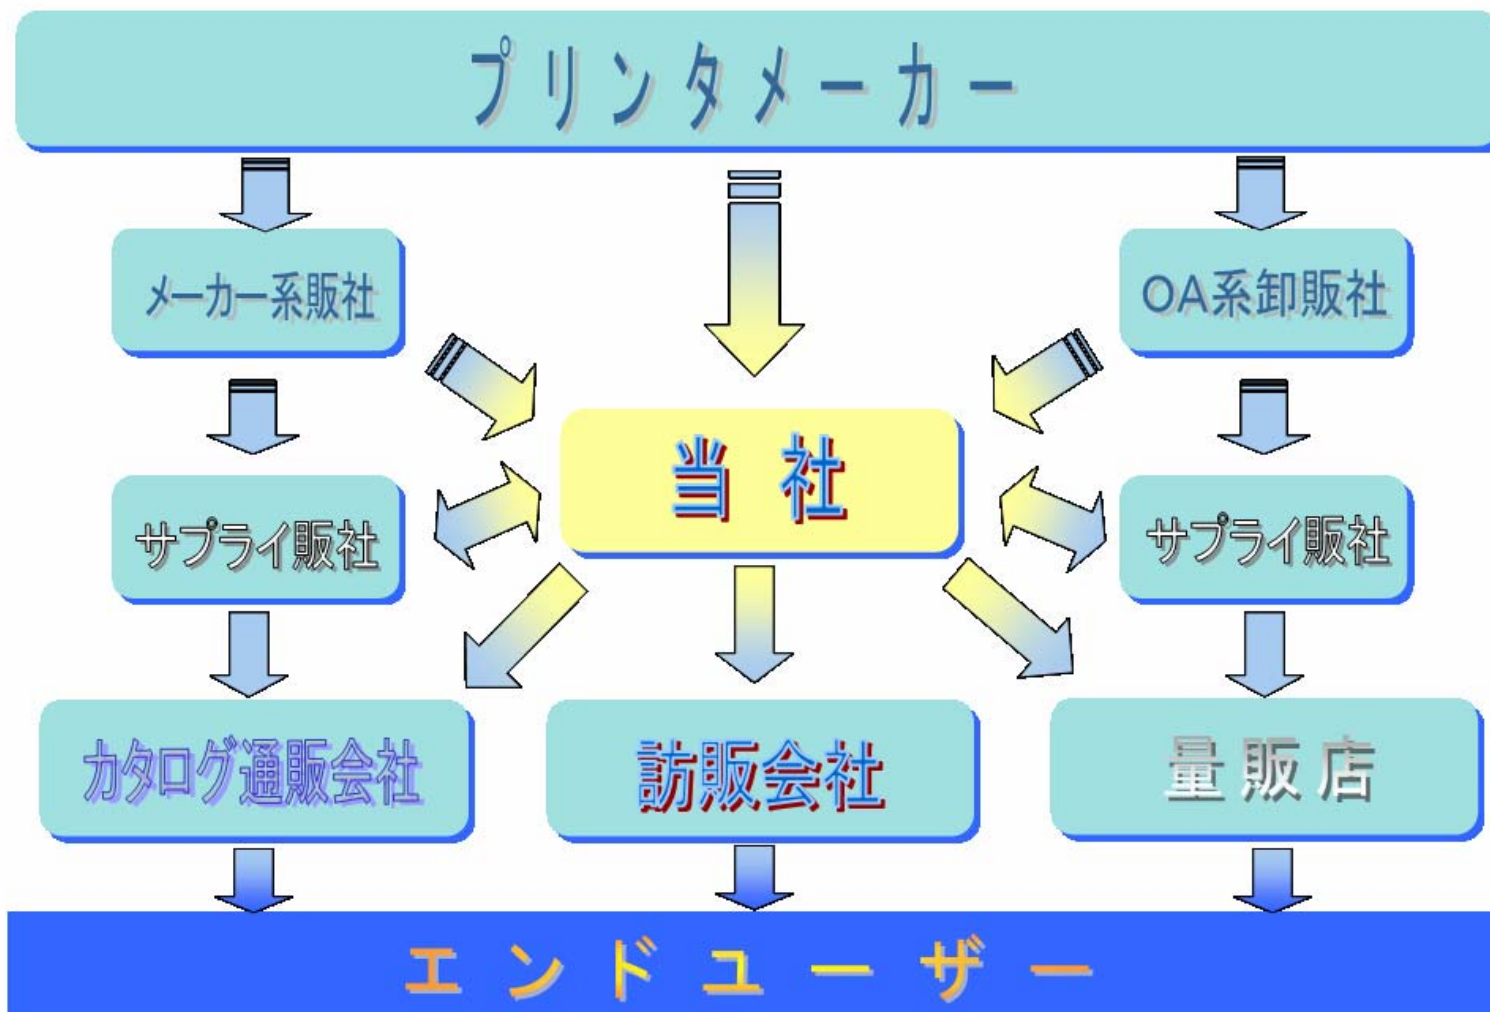 プリンタメーカー
メーカー系販社
OA系卸販社
当社
サプライ販社
サプライ販社
カタログ通販会社
訪販会社
量販店
エンドユーザー